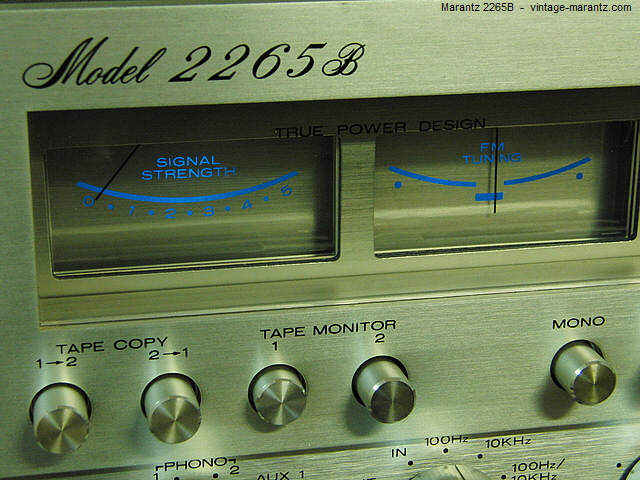 Marantz 2265B - vintage-marantz.com
Model 2265B
TRUE POWER DESIGN
SIGNAL
STRENGTH
0 • 1 • 2 • 3 • 4 • 5
FM
TUNING
TAPE COPY
1→2
2→1
TAPE MONITOR
1
2
MONO
PHONO
1
2
AUX 1
IN
100Hz
10KHz
100Hz/
10KHz